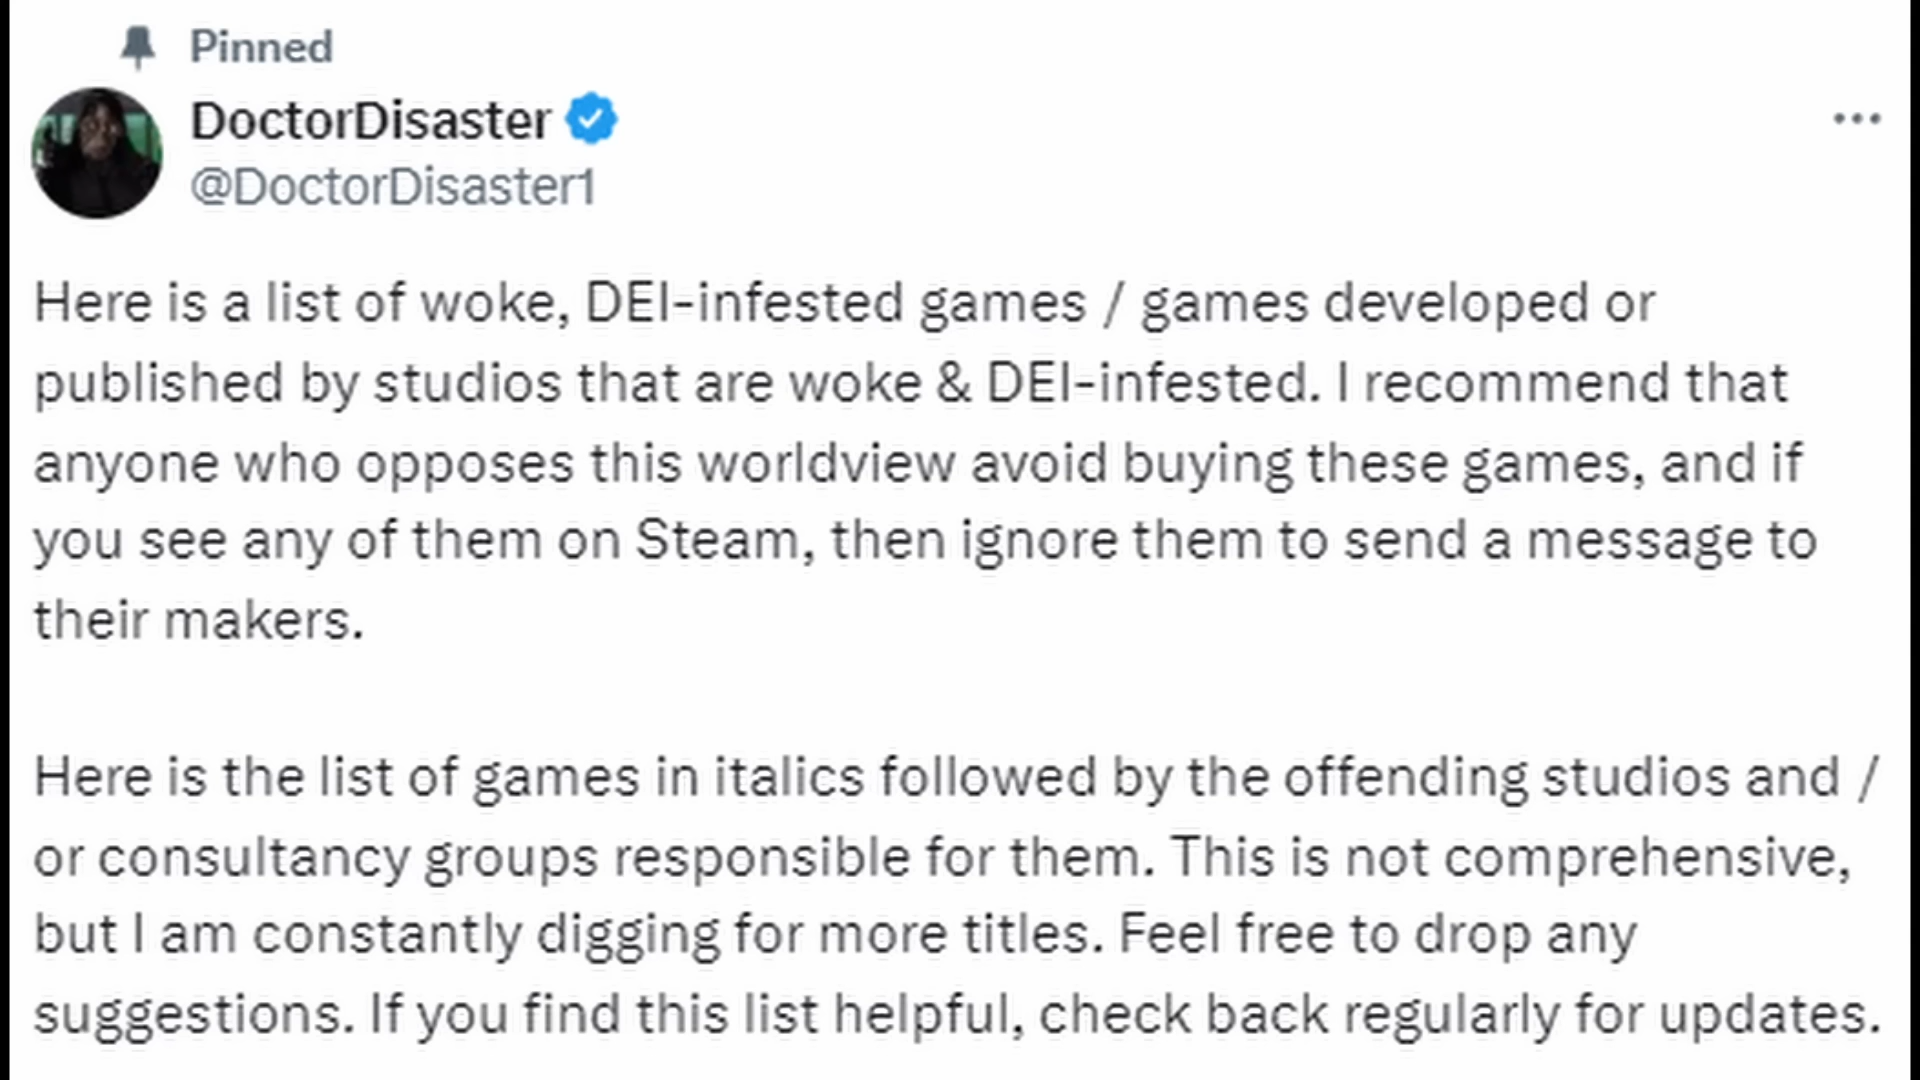 Pinned
DoctorDisaster
@DoctorDisaster1
Here is a list of woke, DEI-infested games / games developed or
published by studios that are woke & DEI-infested. I recommend that
anyone who opposes this worldview avoid buying these games, and if
you see any of them on Steam, then ignore them to send a message to
their makers.
Here is the list of games in italics followed by the offending studios and /
or consultancy groups responsible for them. This is not comprehensive,
but I am constantly digging for more titles. Feel free to drop any
suggestions. If you find this list helpful, check back regularly for updates.